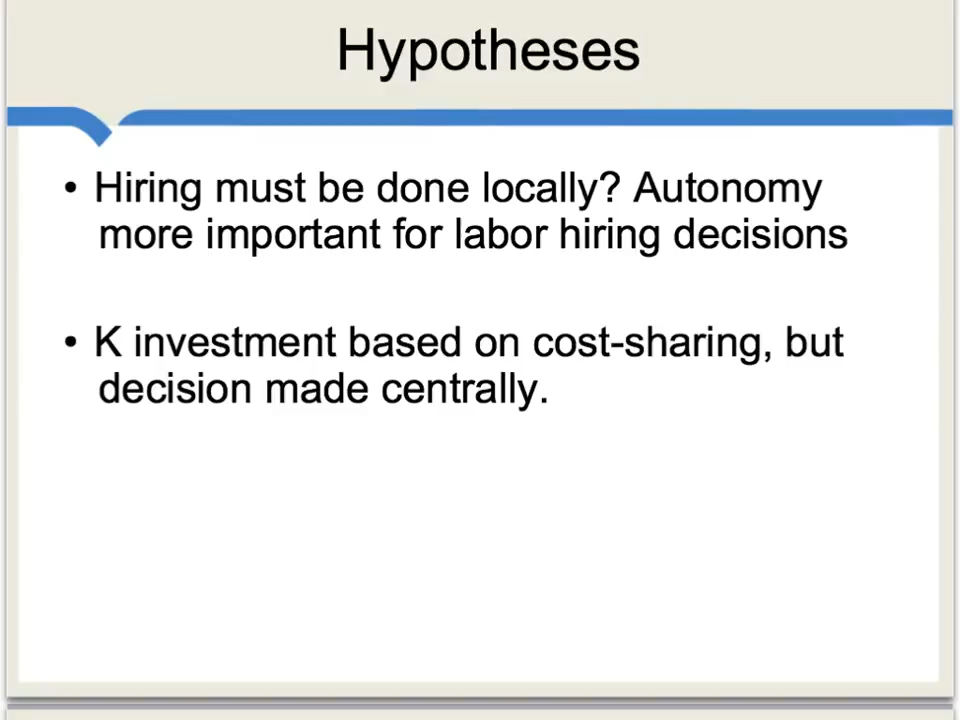 Hypotheses
• Hiring must be done locally? Autonomy
more important for labor hiring decisions
• K investment based on cost-sharing, but
decision made centrally.